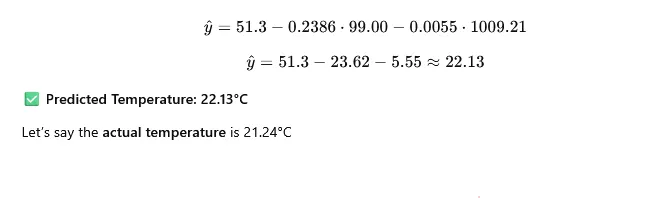 ŷ = 51.3 − 0.2386 · 99.00 − 0.0055 · 1009.21
ŷ = 51.3 − 23.62 − 5.55 ≈ 22.13
✅ Predicted Temperature: 22.13°C
Let's say the actual temperature is 21.24°C